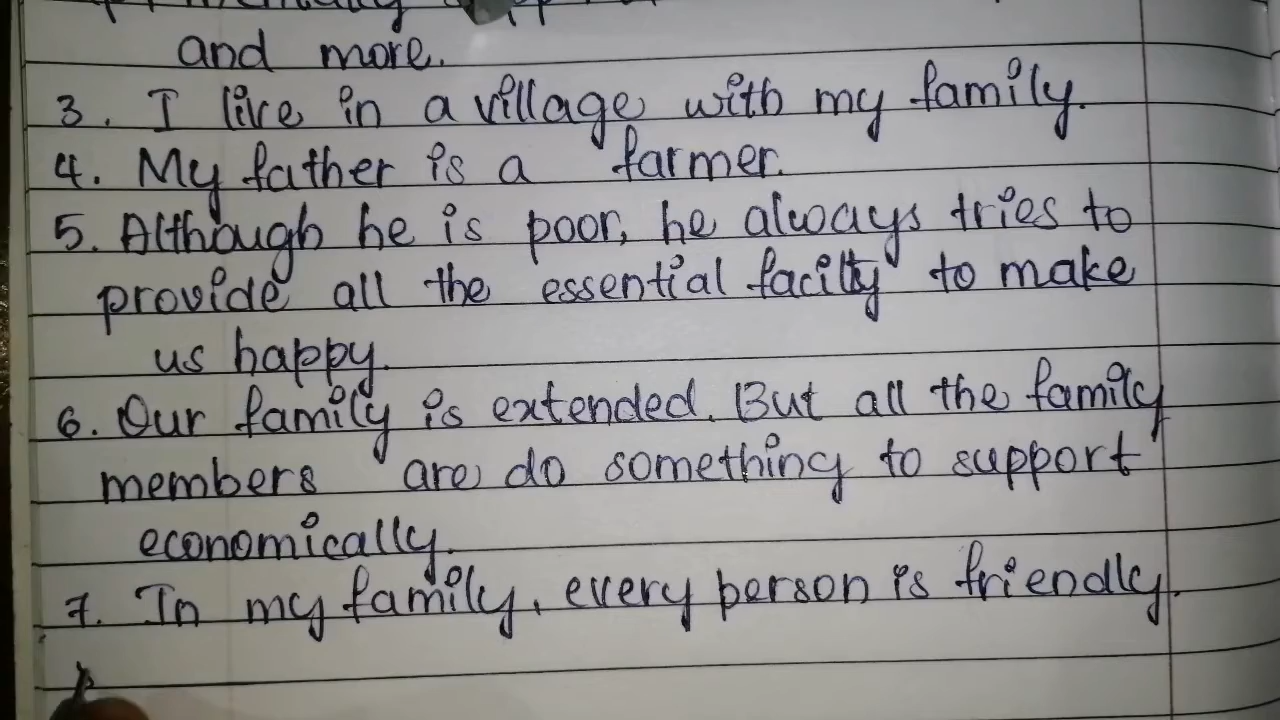 and more.
3. I live in a village with my family.
4. My father is a farmer.
5. Although he is poor, he always tries to
provide all the essential facilty to make
us happy.
6. Our family is extended. But all the family
members are do something to support
economically.
7. In my family, every person is friendly.